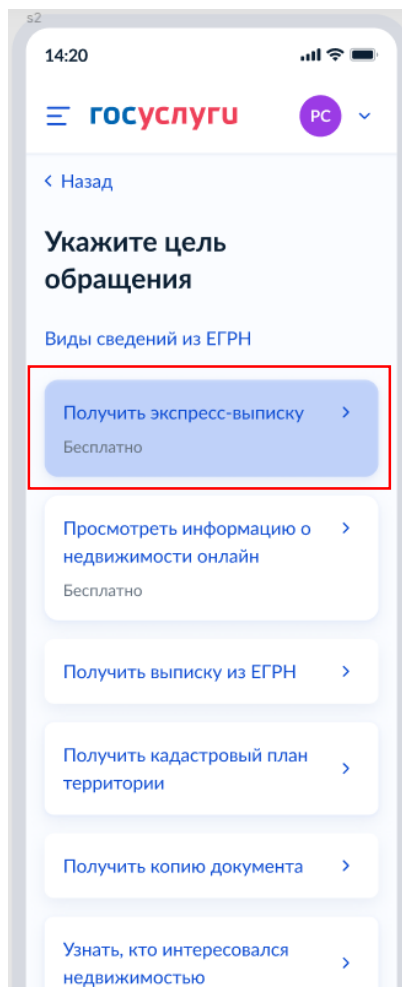 s2
14:20
госуслуги
РС
Назад
Укажите цель
обращения
Виды сведений из ЕГРН
Получить экспресс-выписку
Бесплатно
Просмотреть информацию о
недвижимости онлайн
Бесплатно
Получить выписку из ЕГРН
Получить кадастровый план
территории
Получить копию документа
Узнать, кто интересовался
недвижимостью